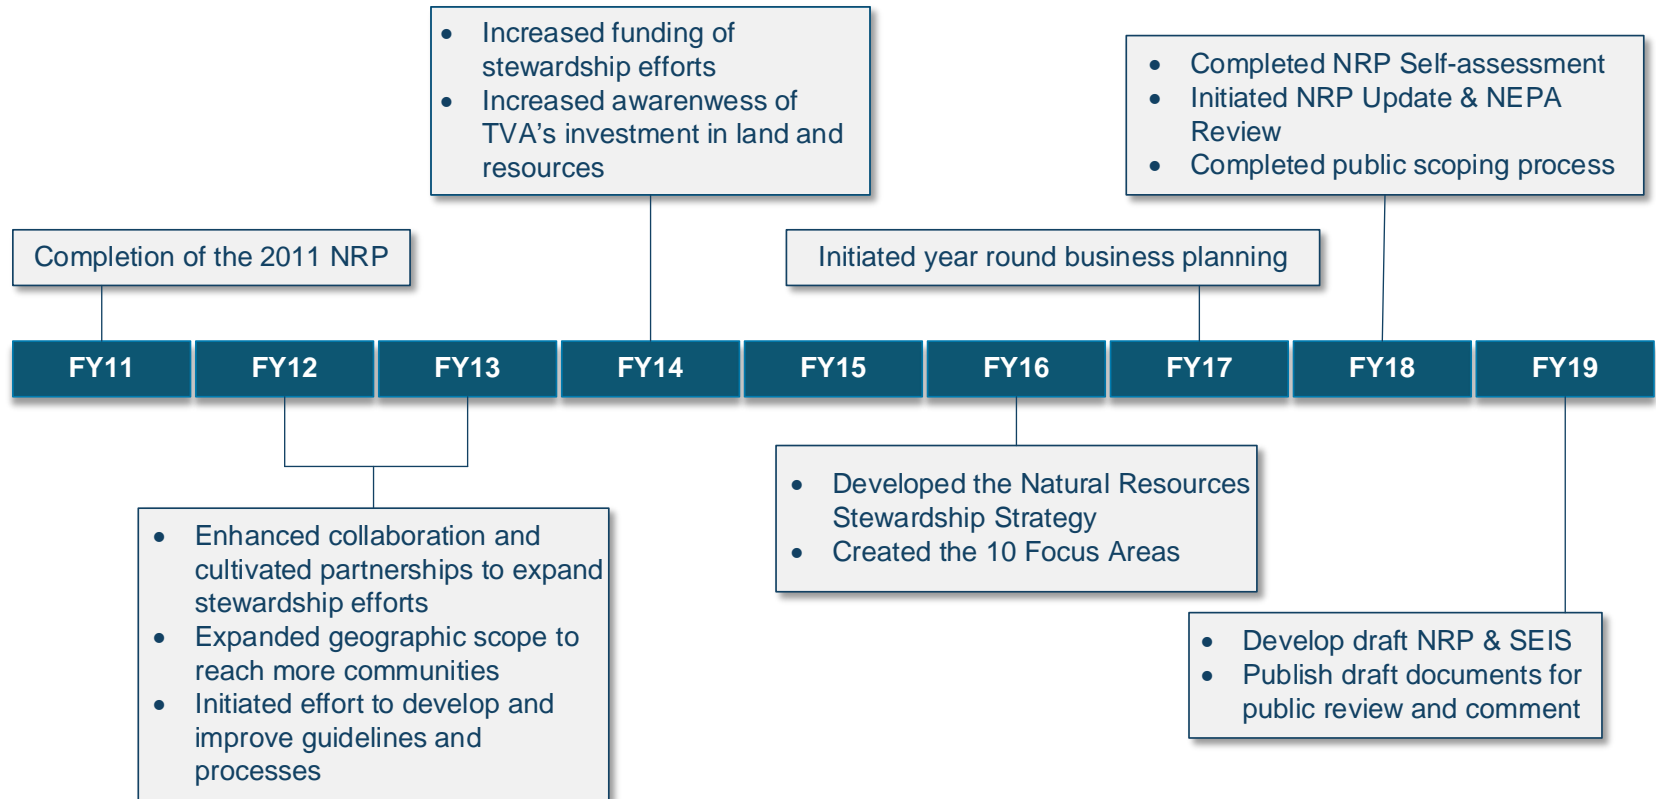 • Increased funding of
stewardship efforts
• Increased awarenwess of
TVA's investment in land and
resources
• Completed NRP Self-assessment
• Initiated NRP Update & NEPA
Review
• Completed public scoping process
Completion of the 2011 NRP
Initiated year round business planning
FY11 FY12 FY13 FY14 FY15 FY16 FY17 FY18 FY19
• Enhanced collaboration and
cultivated partnerships to expand
stewardship efforts
• Expanded geographic scope to
reach more communities
• Initiated effort to develop and
improve guidelines and
processes
• Developed the Natural Resources
Stewardship Strategy
• Created the 10 Focus Areas
• Develop draft NRP & SEIS
• Publish draft documents for
public review and comment